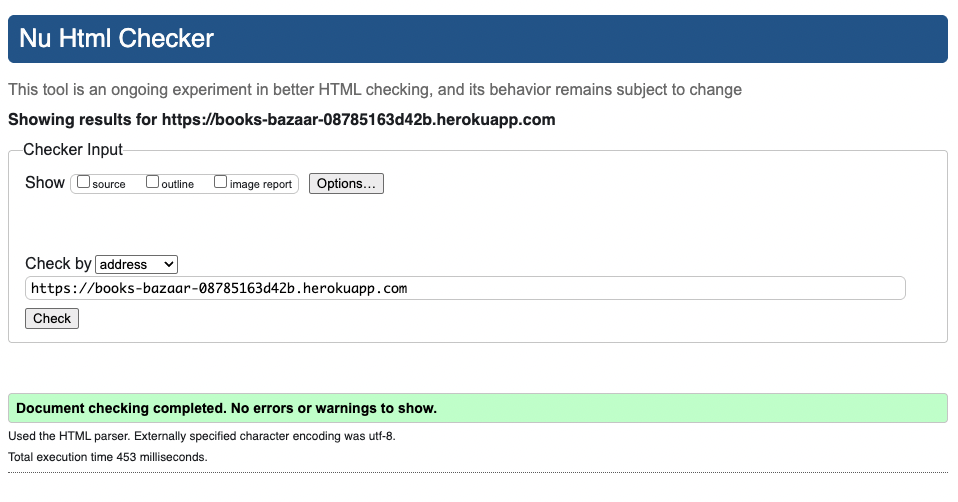 Nu Html Checker
This tool is an ongoing experiment in better HTML checking, and its behavior remains subject to change
Showing results for https://books-bazaar-08785163d42b.herokuapp.com
Checker Input
Show source outline image report Options…
Check by address
https://books-bazaar-08785163d42b.herokuapp.com
Check
Document checking completed. No errors or warnings to show.
Used the HTML parser. Externally specified character encoding was utf-8.
Total execution time 453 milliseconds.